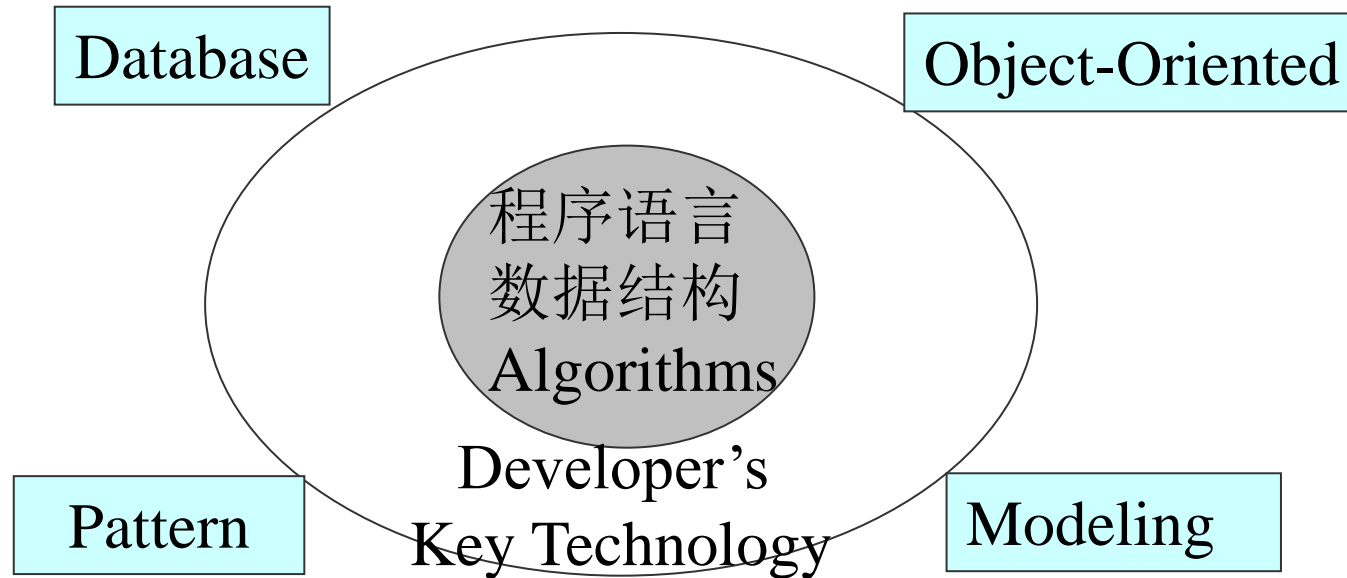 Database
Object-Oriented
程序语言
数据结构
Algorithms
Developer’s
Key Technology
Pattern
Modeling